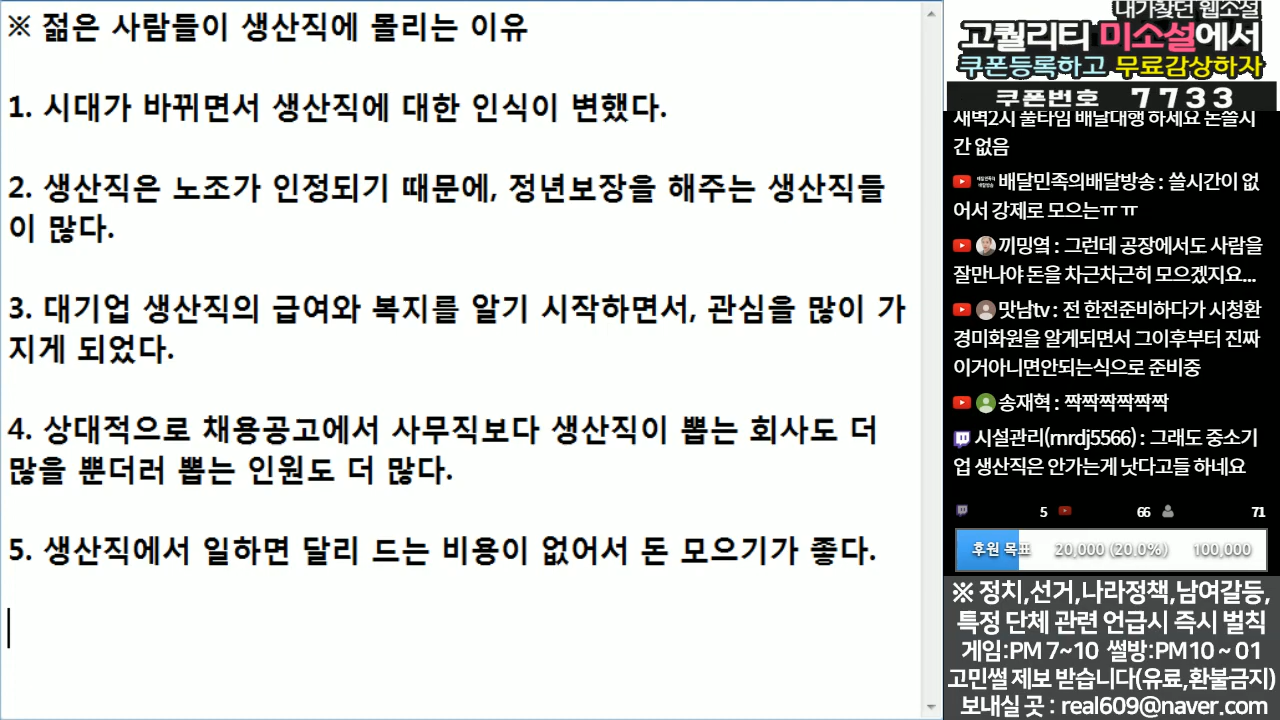 ※ 젊은 사람들이 생산직에 몰리는 이유
1. 시대가 바뀌면서 생산직에 대한 인식이 변했다.
2. 생산직은 노조가 인정되기 때문에, 정년보장을 해주는 생산직들
이 많다.
3. 대기업 생산직의 급여와 복지를 알기 시작하면서, 관심을 많이 가
지게 되었다.
4. 상대적으로 채용공고에서 사무직보다 생산직이 뽑는 회사도 더
많을 뿐더러 뽑는 인원도 더 많다.
5. 생산직에서 일하면 달리 드는 비용이 없어서 돈 모으기가 좋다.
내가찾던 웹소설
고퀄리티 미소설에서
쿠폰등록하고 무료감상하자
쿠폰번호 7733
새벽2시 풀타임 배달대행 하세요 돈쓸시
간 없음
배달민족의배달방송 : 쓸시간이 없
어서 강제로 모으는ㅠㅠ
끼밍엌 : 그런데 공장에서도 사람을
잘만나야 돈을 차근차근히 모으겠지요...
맛남tv : 전 한전준비하다가 시청환
경미화원을 알게되면서 그이후부터 진짜
이거아니면안되는식으로 준비중
송재혁 : 짝짝짝짝짝짝
시설관리(rnrdj5566) : 그래도 중소기
업 생산직은 안가는게 낫다고들 하네요
5 66 71
후원 목표 20,000 (20.0%) 100,000
※ 정치,선거,나라정책,남여갈등,
특정 단체 관련 언급시 즉시 벌칙
게임:PM 7~10 썰방:PM10 ~ 01
고민썰 제보 받습니다(유료,환불금지)
보내실 곳 : real609@naver.com